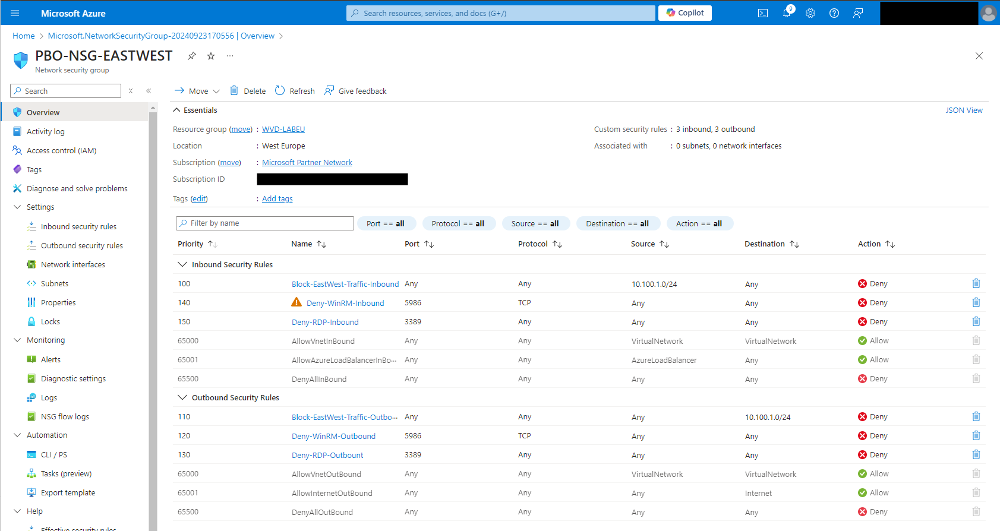 Microsoft Azure
Search resources, services, and docs (G+/)
Copilot
9
Home > Microsoft.NetworkSecurityGroup-20240923170556 | Overview >
PBO-NSG-EASTWEST
Network security group
Search
Move
Delete
Refresh
Give feedback
Overview
Activity log
Access control (IAM)
Tags
Diagnose and solve problems
Settings
Inbound security rules
Outbound security rules
Network interfaces
Subnets
Properties
Locks
Monitoring
Alerts
Diagnostic settings
Logs
NSG flow logs
Automation
CLI / PS
Tasks (preview)
Export template
Help
Effective security rules
Essentials
JSON View
Resource group (move) : WVD-LABEU
Location : West Europe
Subscription (move) : Microsoft Partner Network
Subscription ID
Tags (edit) : Add tags
Custom security rules : 3 inbound, 3 outbound
Associated with : 0 subnets, 0 network interfaces
Filter by name
Port == all
Protocol == all
Source == all
Destination == all
Action == all
Priority Name Port Protocol Source Destination Action
Inbound Security Rules
100 Block-EastWest-Traffic-Inbound Any Any 10.100.1.0/24 Any Deny
140 Deny-WinRM-Inbound 5986 TCP Any Any Deny
150 Deny-RDP-Inbound 3389 Any Any Any Deny
65000 AllowVnetInBound Any Any VirtualNetwork VirtualNetwork Allow
65001 AllowAzureLoadBalancerInBo... Any Any AzureLoadBalancer Any Allow
65500 DenyAllInBound Any Any Any Any Deny
Outbound Security Rules
110 Block-EastWest-Traffic-Outbo... Any Any Any 10.100.1.0/24 Deny
120 Deny-WinRM-Outbound 5986 TCP Any Any Deny
130 Deny-RDP-Outbount 3389 Any Any Any Deny
65000 AllowVnetOutBound Any Any VirtualNetwork VirtualNetwork Allow
65001 AllowInternetOutBound Any Any Any Internet Allow
65500 DenyAllOutBound Any Any Any Any Deny